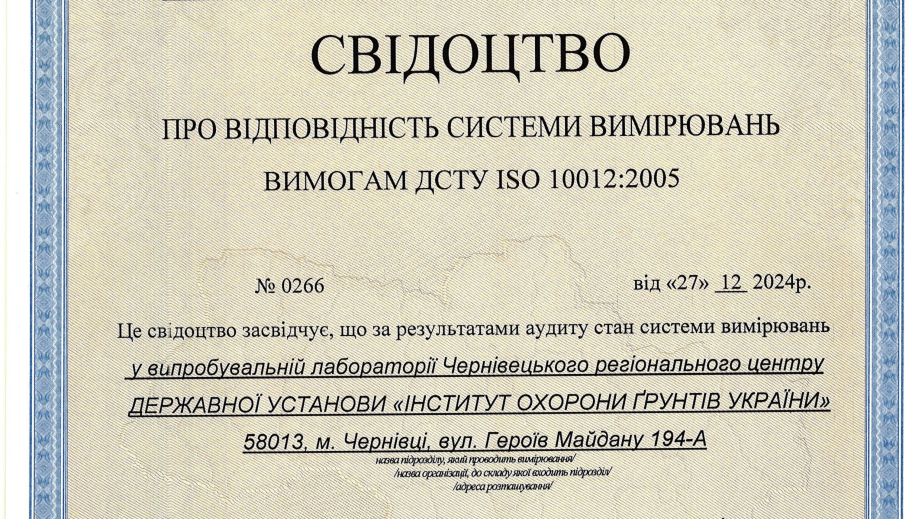 СВІДОЦТВО
ПРО ВІДПОВІДНІСТЬ СИСТЕМИ ВИМІРЮВАНЬ
ВИМОГАМ ДСТУ ISO 10012:2005
№ 0266 від «27» 12 2024р.
Це свідоцтво засвідчує, що за результатами аудиту стан системи вимірювань
у випробувальній лабораторії Чернівецького регіонального центру
ДЕРЖАВНОЇ УСТАНОВИ «ІНСТИТУТ ОХОРОНИ ҐРУНТІВ УКРАЇНИ»
58013, м. Чернівці, вул. Героїв Майдану 194-А
назва підрозділу, який проводить вимірювання/
/назва організації, до складу якої входить підрозділ/
/адреса розташування/